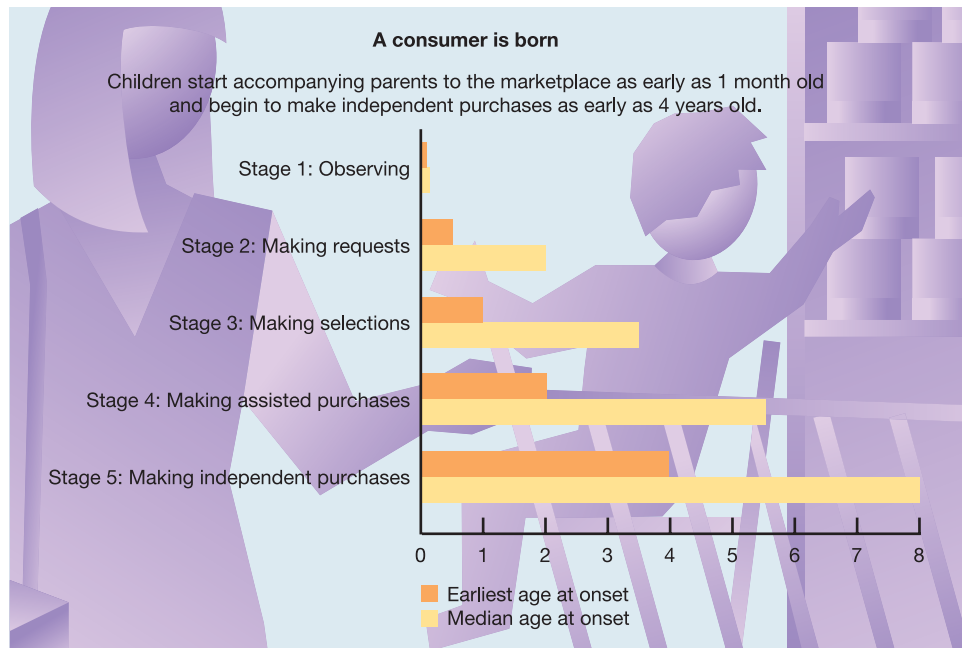 A consumer is born
Children start accompanying parents to the marketplace as early as 1 month old
and begin to make independent purchases as early as 4 years old.
Stage 1: Observing
Stage 2: Making requests
Stage 3: Making selections
Stage 4: Making assisted purchases
Stage 5: Making independent purchases
0 1 2 3 4 5 6 7 8
Earliest age at onset
Median age at onset